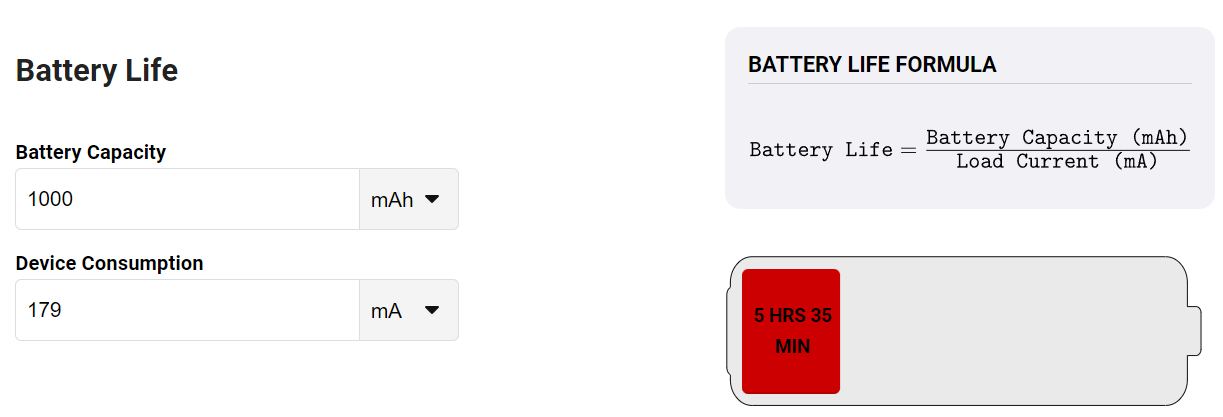 Battery Life
Battery Capacity
1000 mAh
Device Consumption
179 mA
BATTERY LIFE FORMULA
Battery Life = Battery Capacity (mAh)
Load Current (mA)
5 HRS 35
MIN